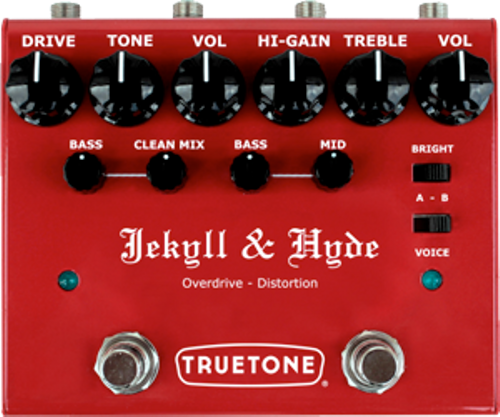 DRIVE TONE VOL HI-GAIN TREBLE VOL
BASS CLEAN MIX BASS MID
BRIGHT
A - B
VOICE
Jekyll & Hyde
Overdrive - Distortion
TRUETONE ®